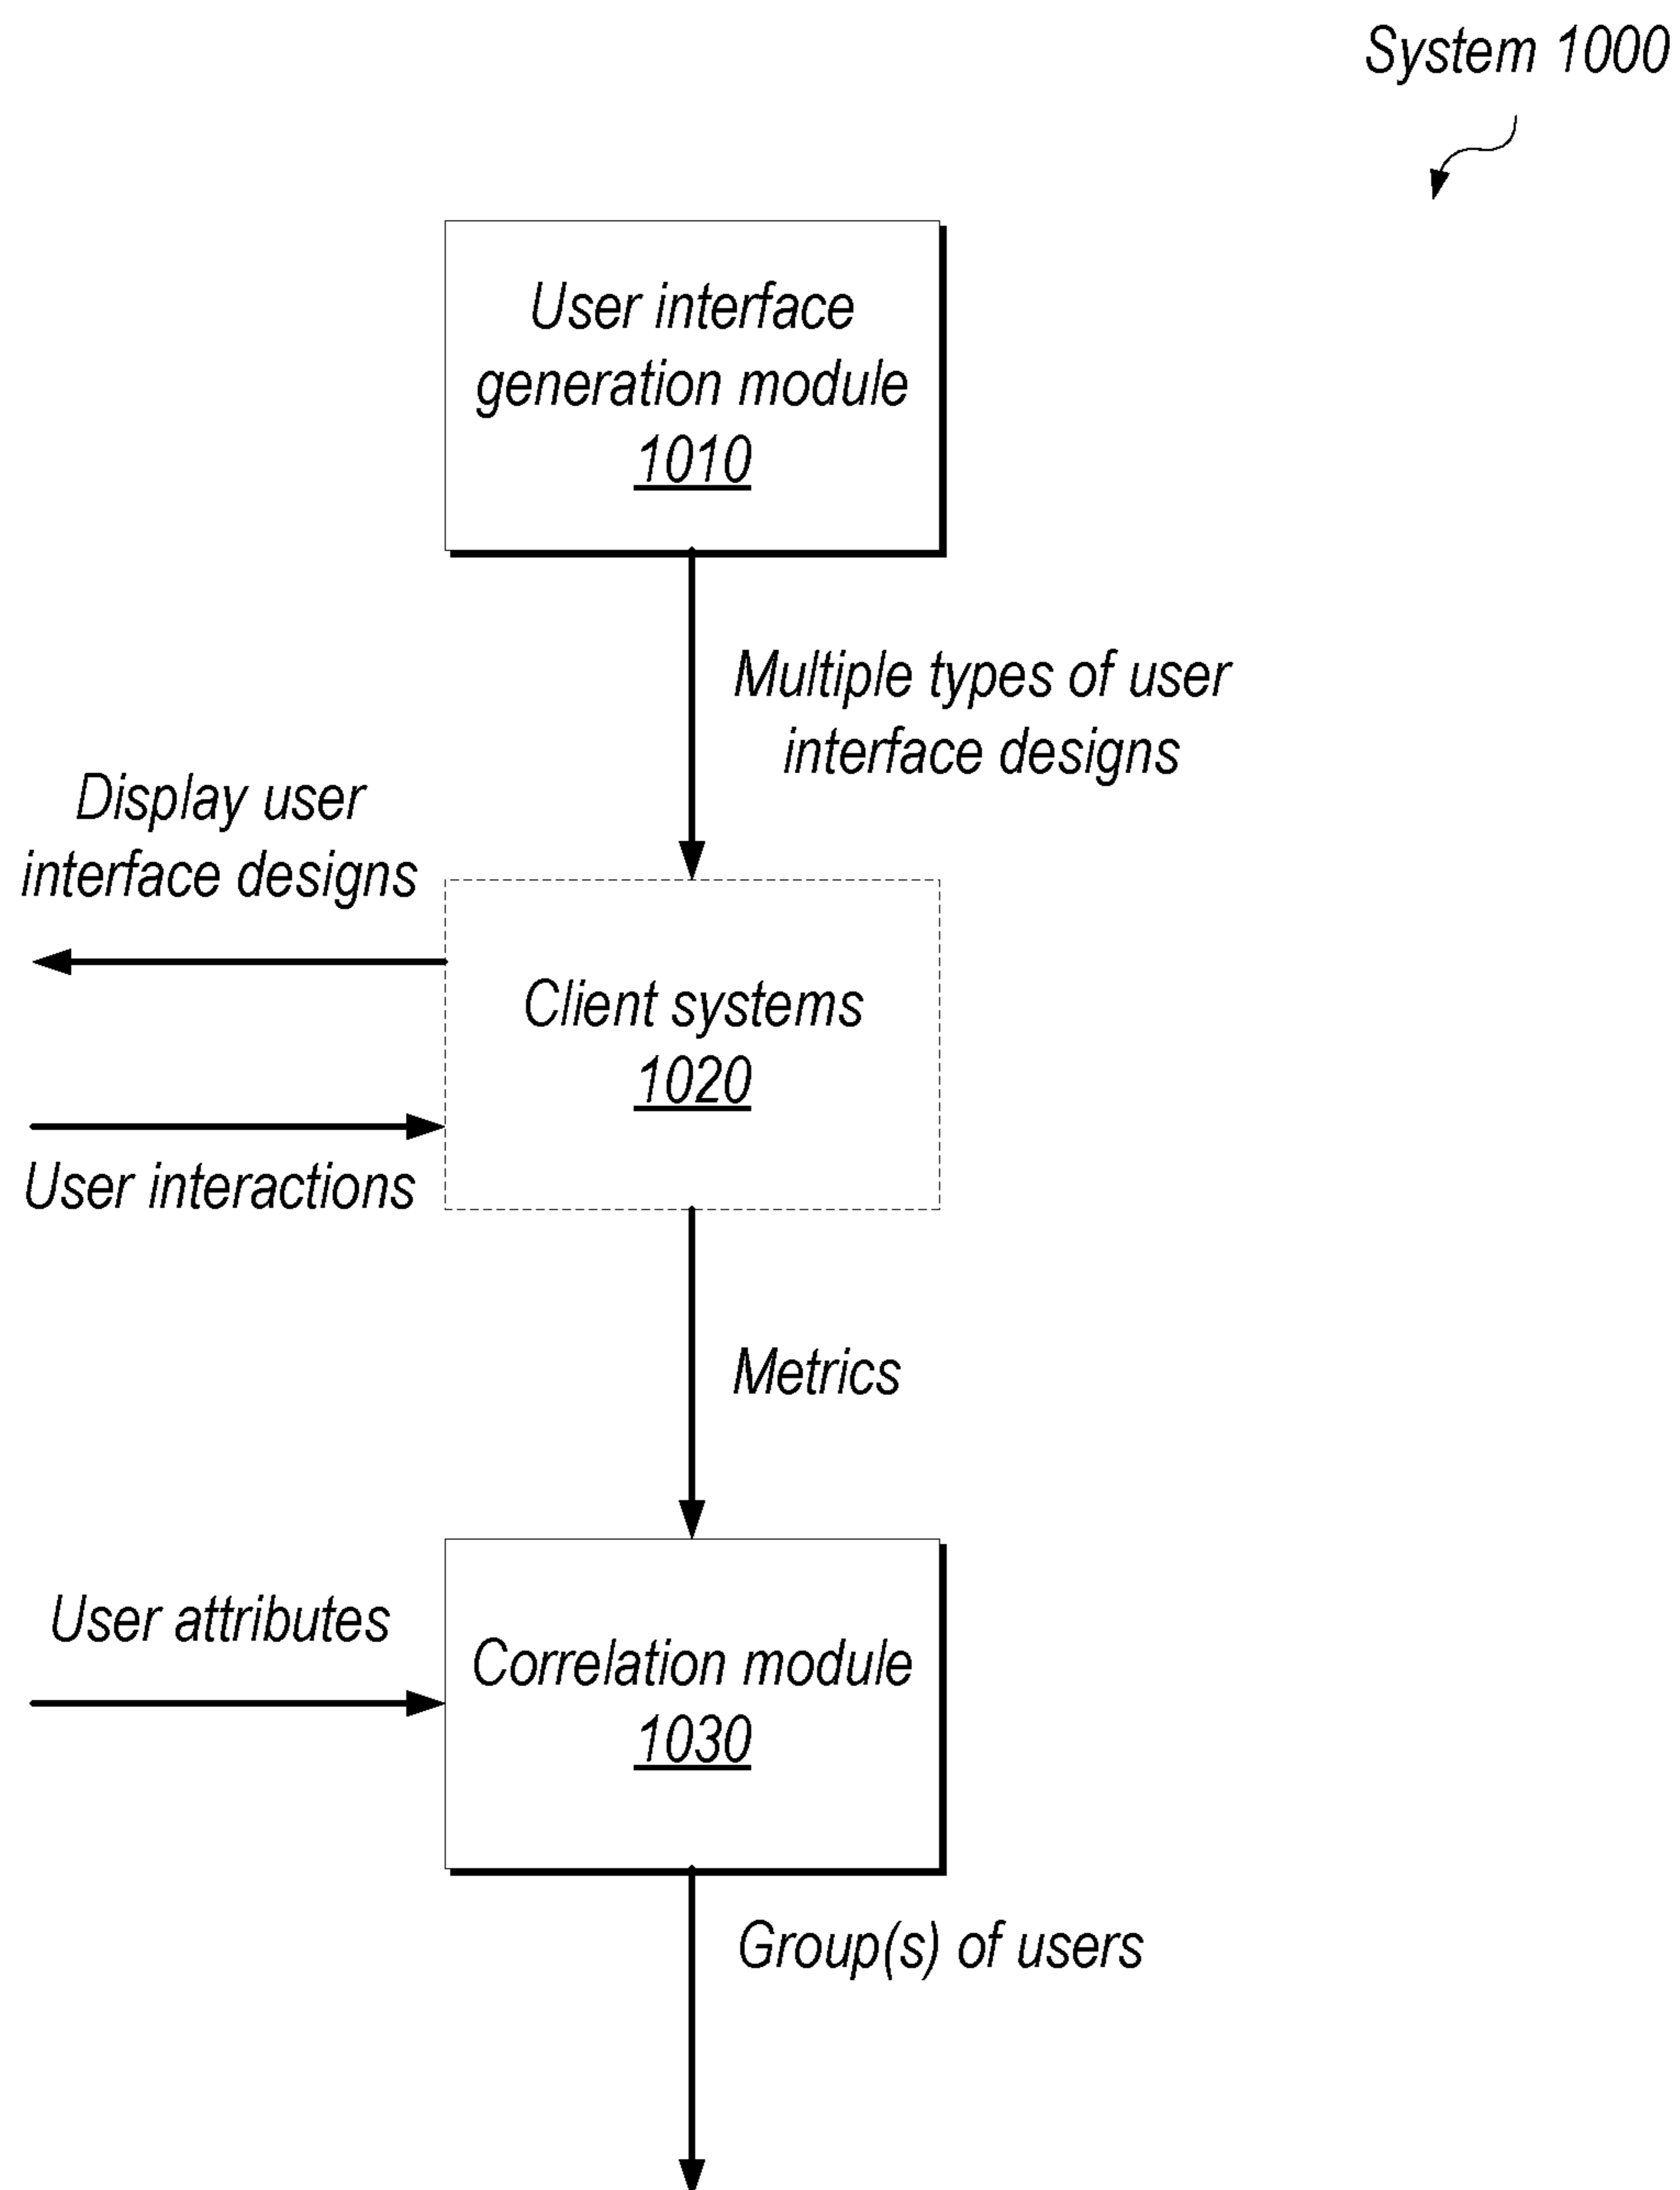 System 1000
User interface
generation module
1010
Multiple types of user
interface designs
Display user
interface designs
Client systems
1020
User interactions
Metrics
User attributes
Correlation module
1030
Group(s) of users